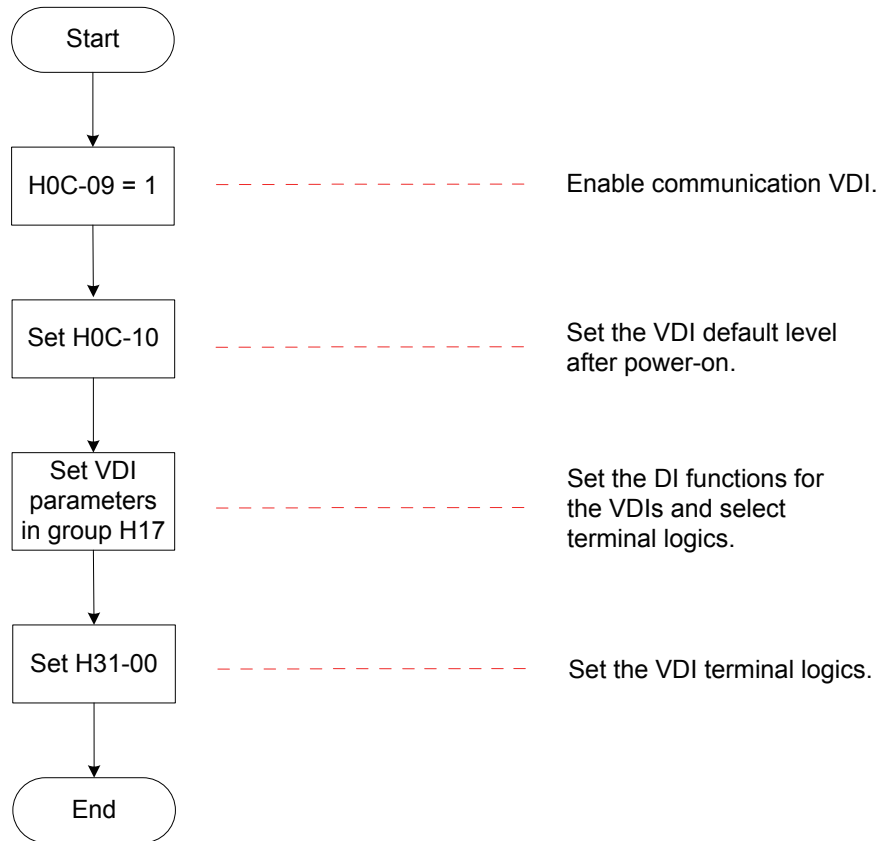 Start
H0C-09 = 1
Enable communication VDI.
Set H0C-10
Set the VDI default level
after power-on.
Set VDI
parameters
in group H17
Set the DI functions for
the VDIs and select
terminal logics.
Set H31-00
Set the VDI terminal logics.
End